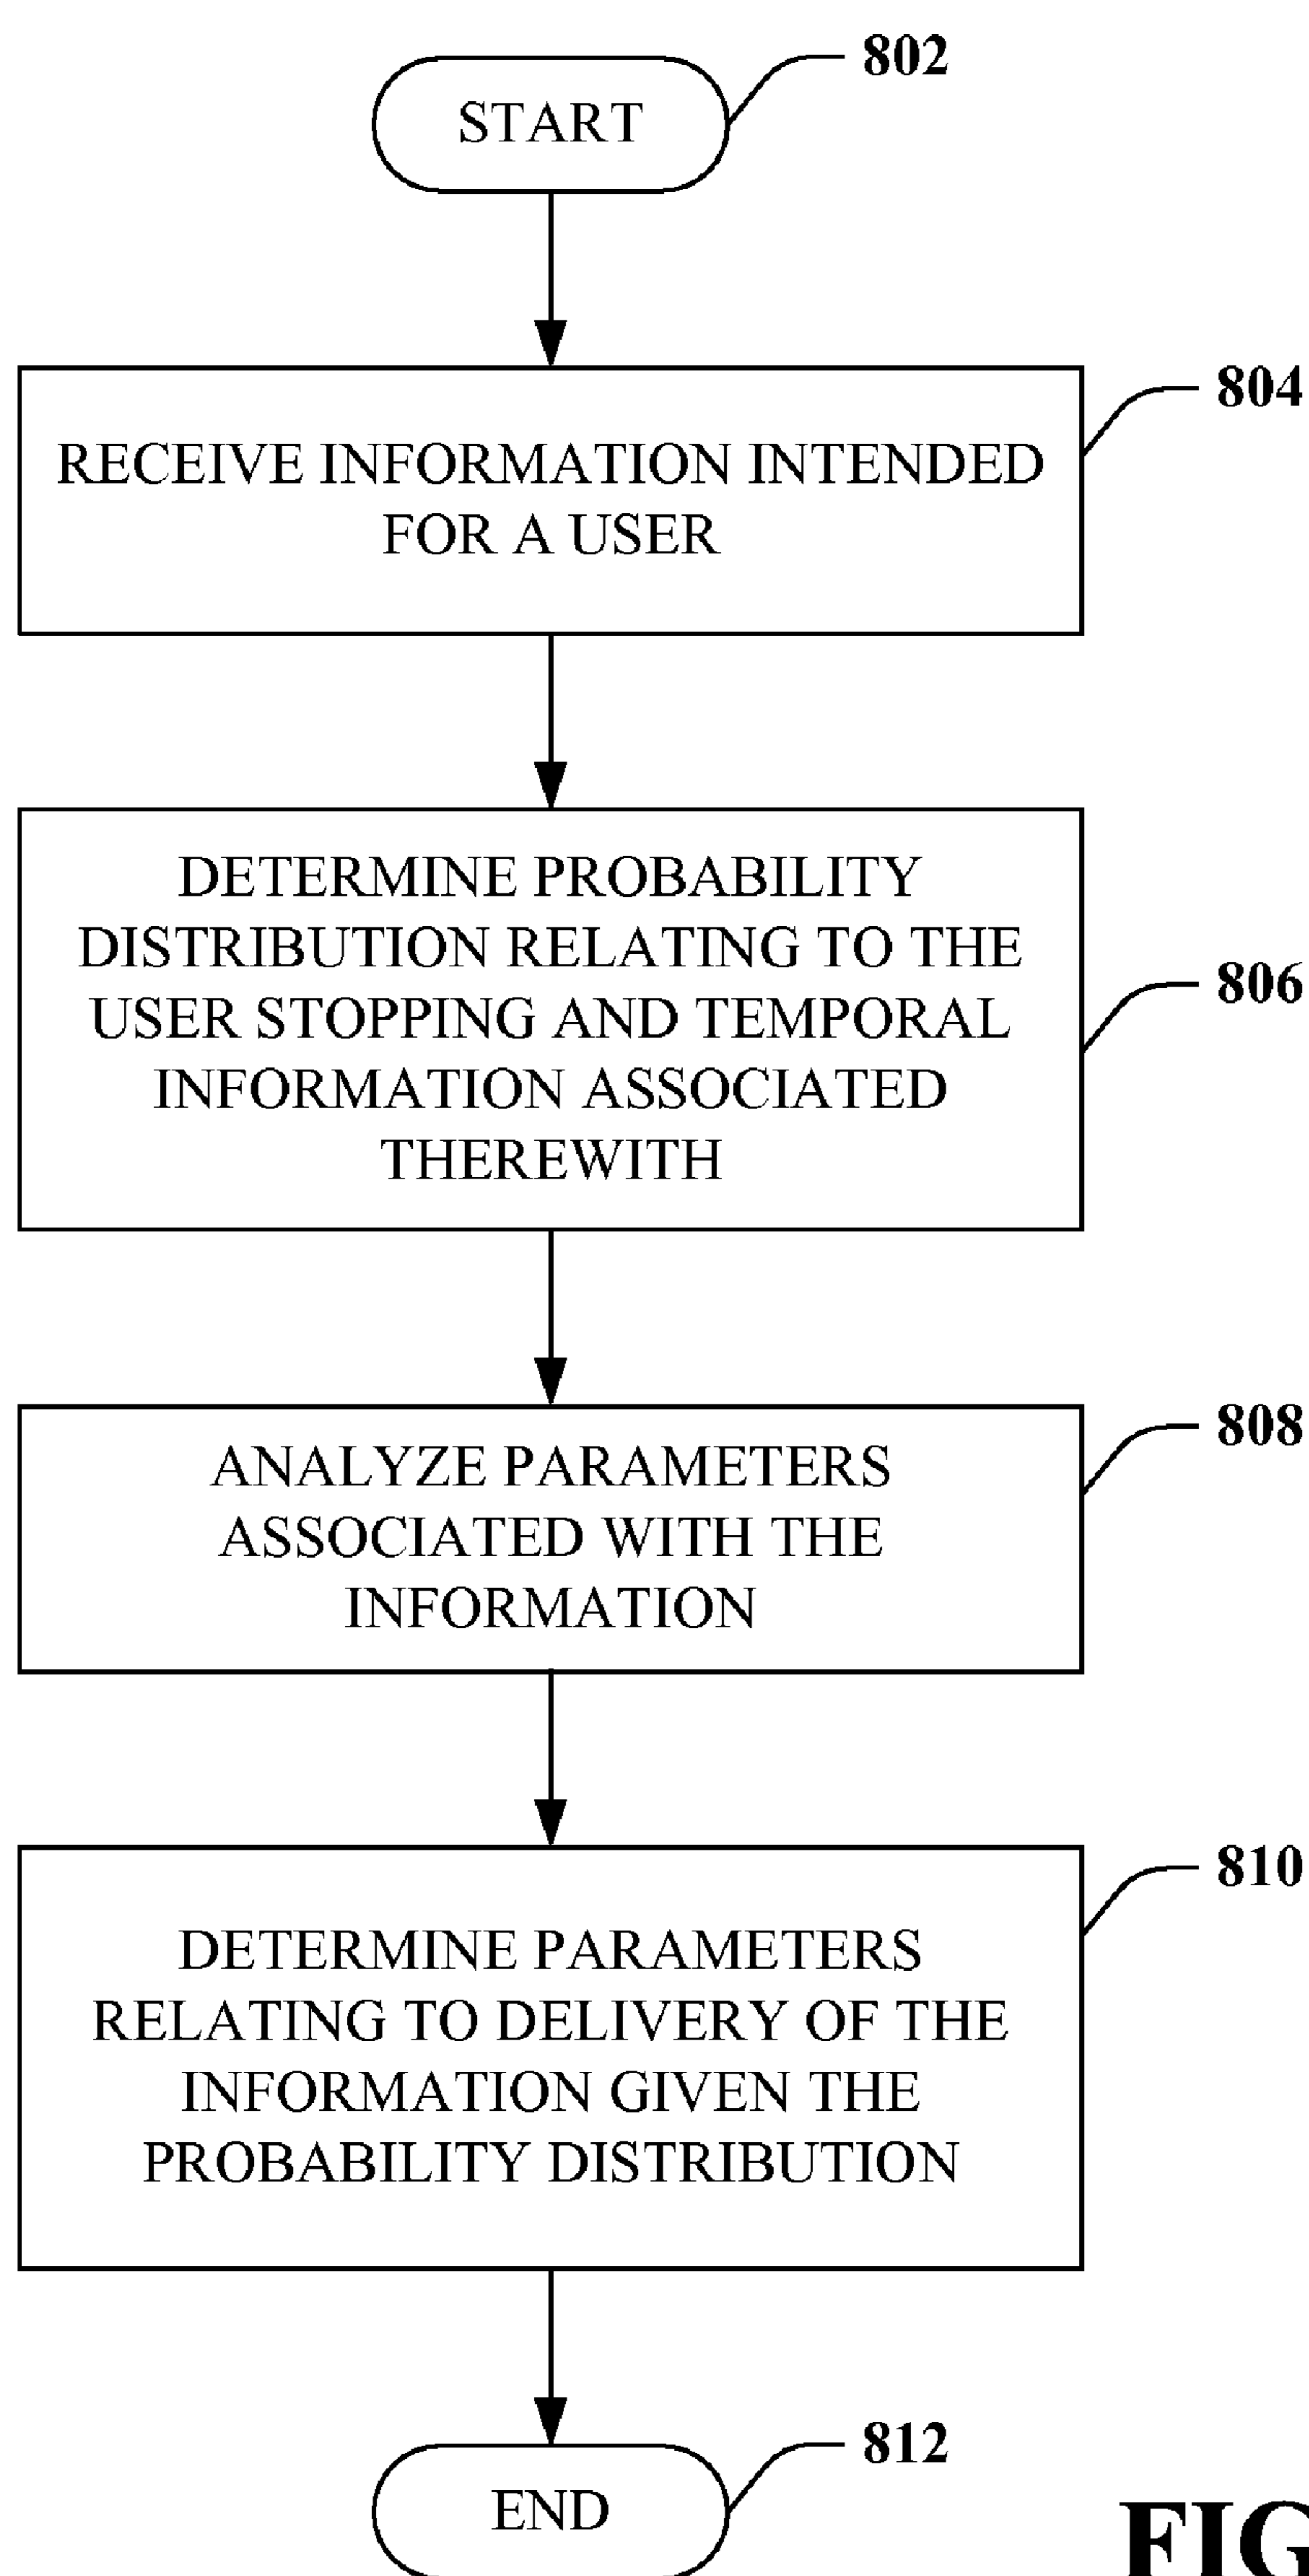 802
START
804
RECEIVE INFORMATION INTENDED
FOR A USER
DETERMINE PROBABILITY
DISTRIBUTION RELATING TO THE
USER STOPPING AND TEMPORAL
INFORMATION ASSOCIATED
THEREWITH
806
808
ANALYZE PARAMETERS
ASSOCIATED WITH THE
INFORMATION
810
DETERMINE PARAMETERS
RELATING TO DELIVERY OF THE
INFORMATION GIVEN THE
PROBABILITY DISTRIBUTION
812
END